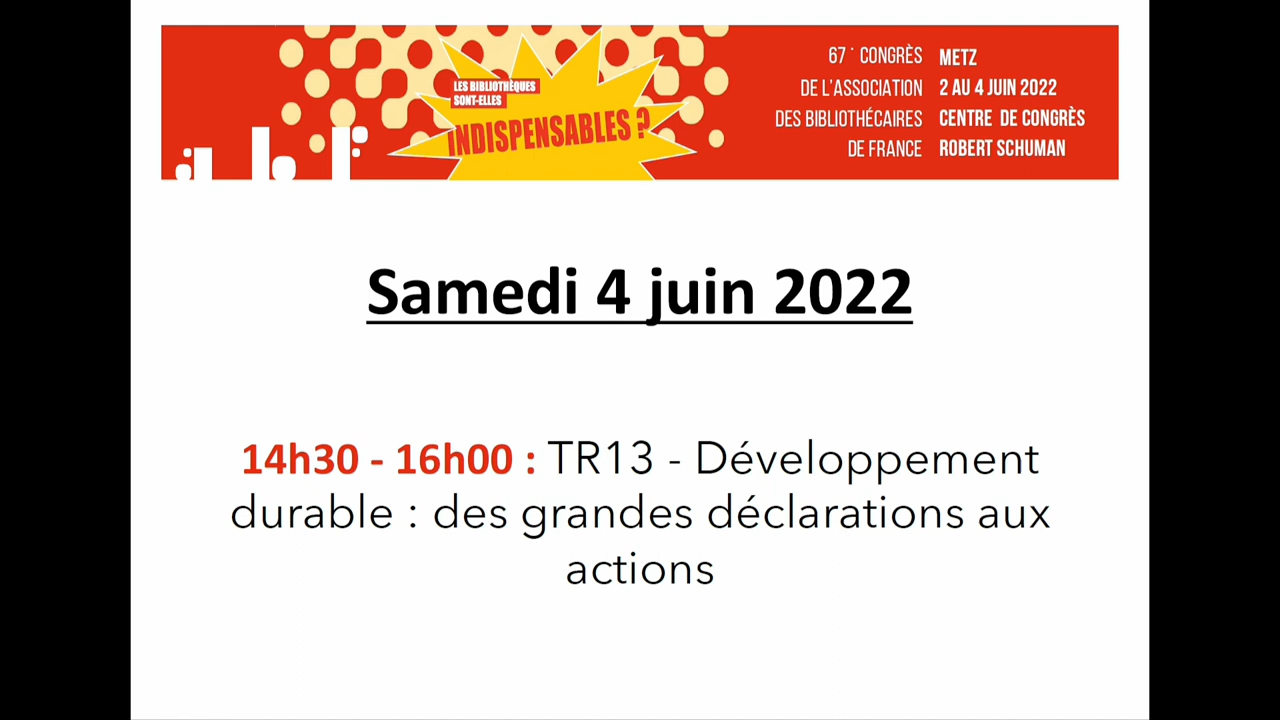 abf
LES BIBLIOTHÈQUES
SONT-ELLES
INDISPENSABLES ?
67e CONGRÈS
DE L'ASSOCIATION
DES BIBLIOTHÉCAIRES
DE FRANCE
METZ
2 AU 4 JUIN 2022
CENTRE DE CONGRÈS
ROBERT SCHUMAN
Samedi 4 juin 2022
14h30 - 16h00 : TR13 - Développement
durable : des grandes déclarations aux
actions